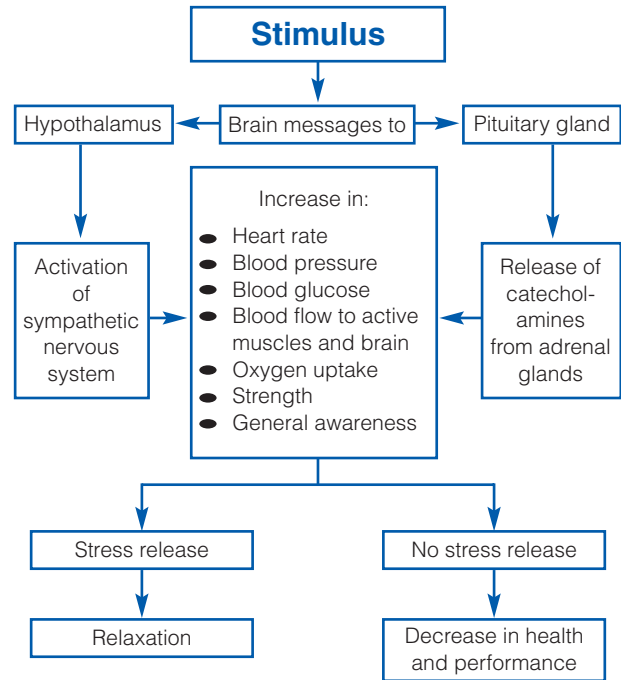 Stimulus
Hypothalamus
Brain messages to
Pituitary gland
Activation
of
sympathetic
nervous
system
Increase in:
● Heart rate
● Blood pressure
● Blood glucose
● Blood flow to active
muscles and brain
● Oxygen uptake
● Strength
● General awareness
Release of
catechol-
amines
from adrenal
glands
Stress release
No stress release
Relaxation
Decrease in health
and performance